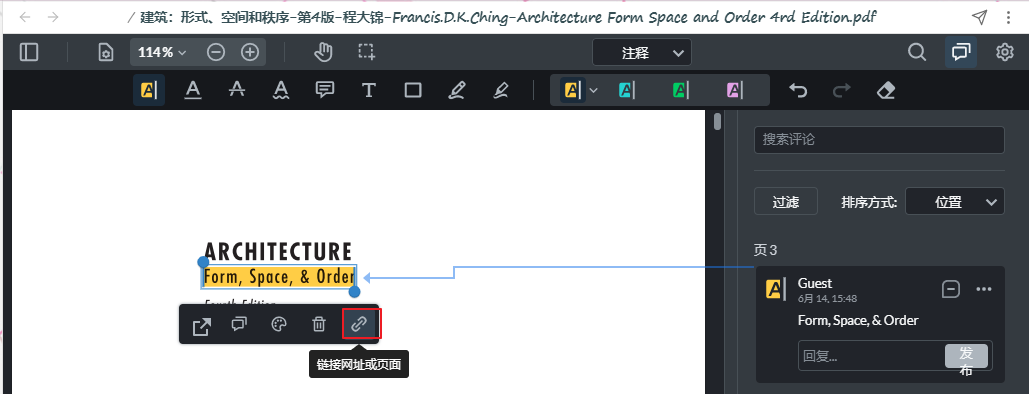 / 建筑：形式、空间和秩序-第4版-程大锦-Francis.D.K.Ching-Architecture Form Space and Order 4rd Edition.pdf
114%
注释
搜索评论
过滤
排序方式:
位置
页 3
ARCHITECTURE
Form, Space, & Order
Fourth Edition
Guest
6月 14, 15:48
Form, Space, & Order
回复...
发布
链接网址或页面